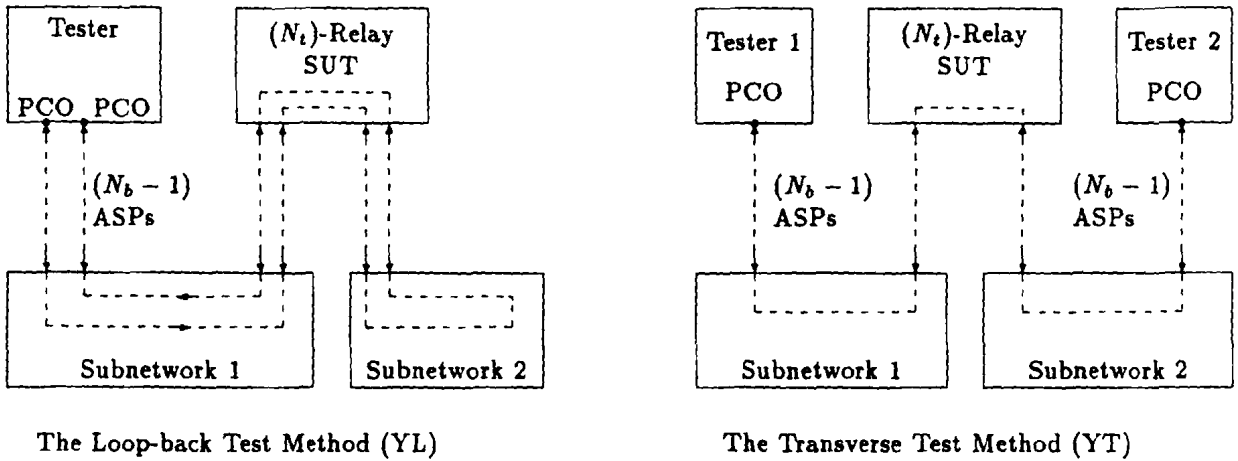 Tester
PCO PCO
(N_t)-Relay
SUT
(N_b − 1)
ASPs
Subnetwork 1
Subnetwork 2
The Loop-back Test Method (YL)
Tester 1
PCO
(N_t)-Relay
SUT
Tester 2
PCO
(N_b − 1)
ASPs
(N_b − 1)
ASPs
Subnetwork 1
Subnetwork 2
The Transverse Test Method (YT)